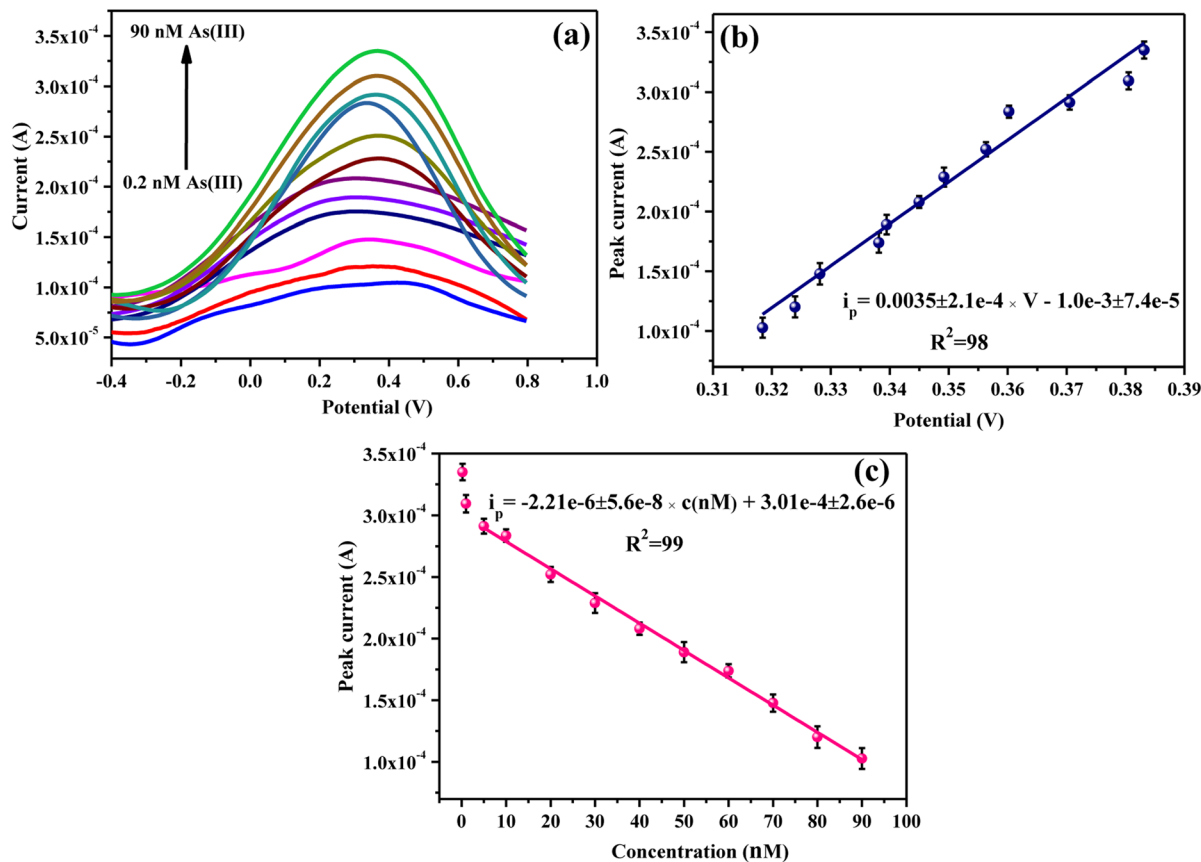 (a)
90 nM As(III)
0.2 nM As(III)
3.5x10⁻⁴
3.0x10⁻⁴
2.5x10⁻⁴
2.0x10⁻⁴
1.5x10⁻⁴
1.0x10⁻⁴
5.0x10⁻⁵
Current (A)
-0.4 -0.2 0.0 0.2 0.4 0.6 0.8 1.0
Potential (V)
(b)
3.5x10⁻⁴
3.0x10⁻⁴
2.5x10⁻⁴
2.0x10⁻⁴
1.5x10⁻⁴
1.0x10⁻⁴
Peak current (A)
iₚ= 0.0035±2.1e-4 × V - 1.0e-3±7.4e-5
R²=98
0.31 0.32 0.33 0.34 0.35 0.36 0.37 0.38 0.39
Potential (V)
(c)
3.5x10⁻⁴
3.0x10⁻⁴
2.5x10⁻⁴
2.0x10⁻⁴
1.5x10⁻⁴
1.0x10⁻⁴
Peak current (A)
iₚ= -2.21e-6±5.6e-8 × c(nM) + 3.01e-4±2.6e-6
R²=99
0 10 20 30 40 50 60 70 80 90 100
Concentration (nM)